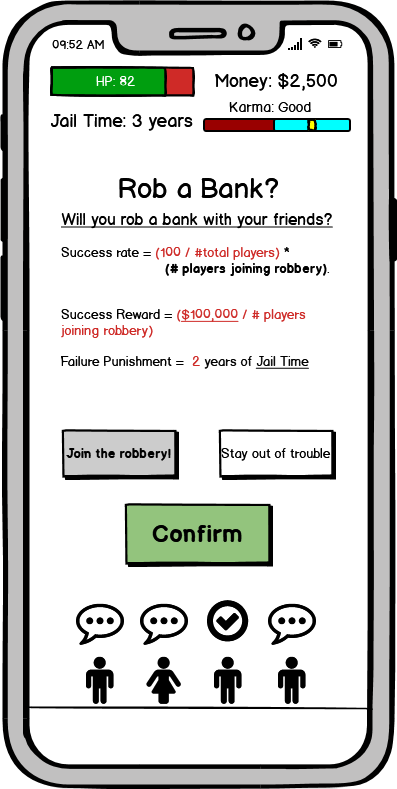 09:52 AM
HP: 82
Money: $2,500
Karma: Good
Jail Time: 3 years
Rob a Bank?
Will you rob a bank with your friends?
Success rate = (100 / #total players) *
(# players joining robbery).
Success Reward = ($100,000 / # players
joining robbery)
Failure Punishment = 2 years of Jail Time
Join the robbery!
Stay out of trouble
Confirm